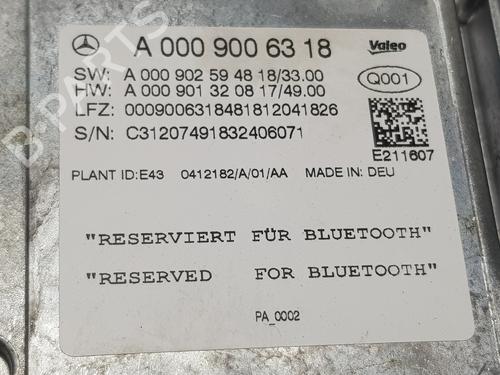 A 000 900 63 18
Valeo
SW: A 000 902 59 48 18/33.00
HW: A 000 901 32 08 17/49.00
Q001
LFZ: 0009006318481812041826
S/N: C31207491832406071
E211607
PLANT ID:E43 0412182/A/01/AA MADE IN: DEU
"RESERVIERT FÜR BLUETOOTH"
"RESERVED FOR BLUETOOTH"
PA_0002
B-PARTS